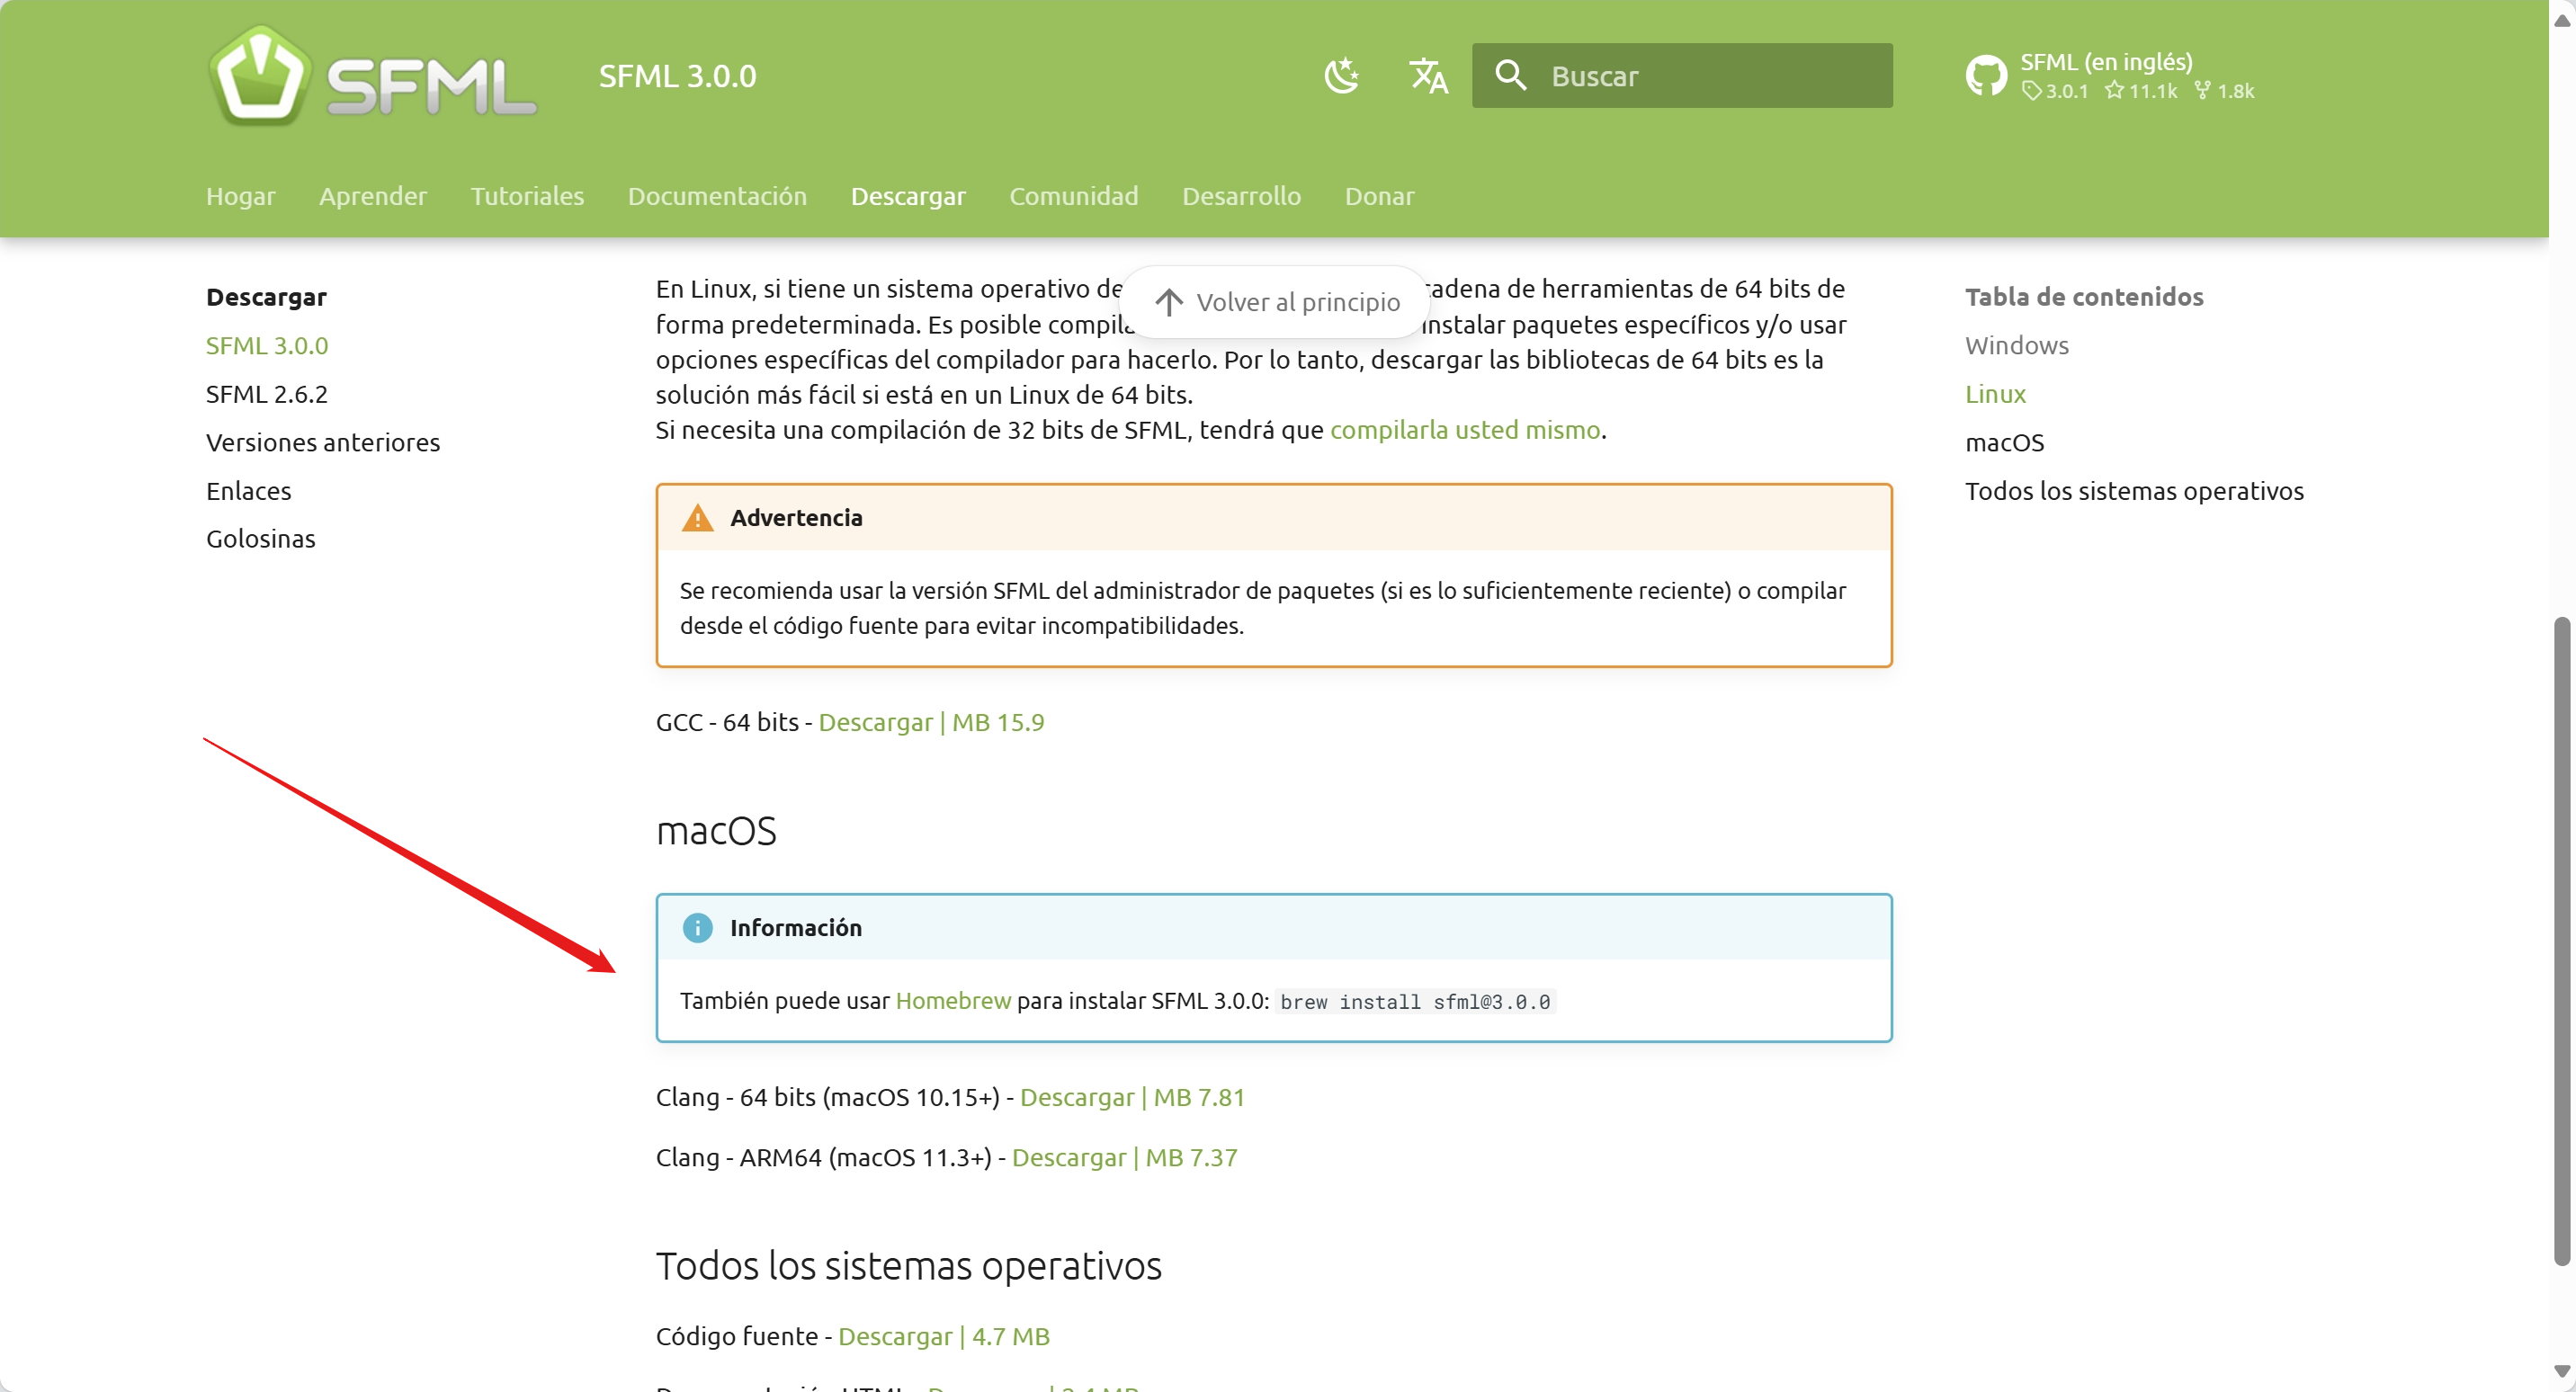 SFML
SFML 3.0.0
Buscar
SFML (en inglés)
3.0.1 11.1k 1.8k
Hogar Aprender Tutoriales Documentación Descargar Comunidad Desarrollo Donar
Descargar
SFML 3.0.0
SFML 2.6.2
Versiones anteriores
Enlaces
Golosinas
En Linux, si tiene un sistema operativo de adena de herramientas de 64 bits de
forma predeterminada. Es posible compila instalar paquetes específicos y/o usar
opciones específicas del compilador para hacerlo. Por lo tanto, descargar las bibliotecas de 64 bits es la
solución más fácil si está en un Linux de 64 bits.
Si necesita una compilación de 32 bits de SFML, tendrá que compilarla usted mismo.
Volver al principio
Advertencia
Se recomienda usar la versión SFML del administrador de paquetes (si es lo suficientemente reciente) o compilar
desde el código fuente para evitar incompatibilidades.
GCC - 64 bits - Descargar | MB 15.9
macOS
Información
También puede usar Homebrew para instalar SFML 3.0.0: brew install sfml@3.0.0
Clang - 64 bits (macOS 10.15+) - Descargar | MB 7.81
Clang - ARM64 (macOS 11.3+) - Descargar | MB 7.37
Todos los sistemas operativos
Código fuente - Descargar | 4.7 MB
Tabla de contenidos
Windows
Linux
macOS
Todos los sistemas operativos